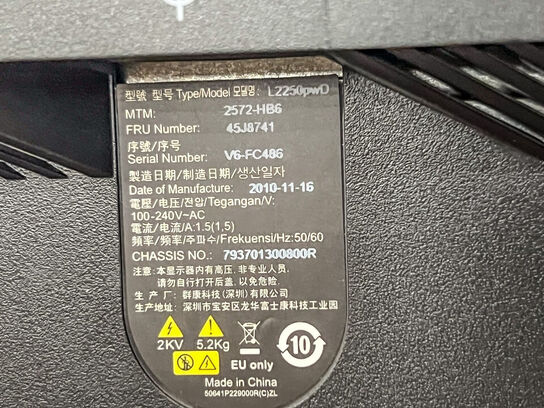 型號 型号 Type/Model 모델명: L2250pwD
MTM: 2572-HB6
FRU Number: 45J8741
序號/序号
Serial Number: V6-FC486
製造日期/制造日期/생산일자
Date of Manufacture: 2010-11-16
電壓/电压/전압/Tegangan/V:
100-240V~AC
電流/电流/A:1.5(1,5)
頻率/频率/주파수/Frekuensi/Hz:50/60
CHASSIS NO.: 793701300800R
注意: 本显示器内有高压, 非专业人员,
请勿自行打开后盖, 以免危险.
生产厂: 群康科技(深圳)有限公司
生产地址: 深圳市宝安区龙华富士康科技工业园
2KV 5.2Kg EU only 10
Made in China
50641P229000R(C)ZL